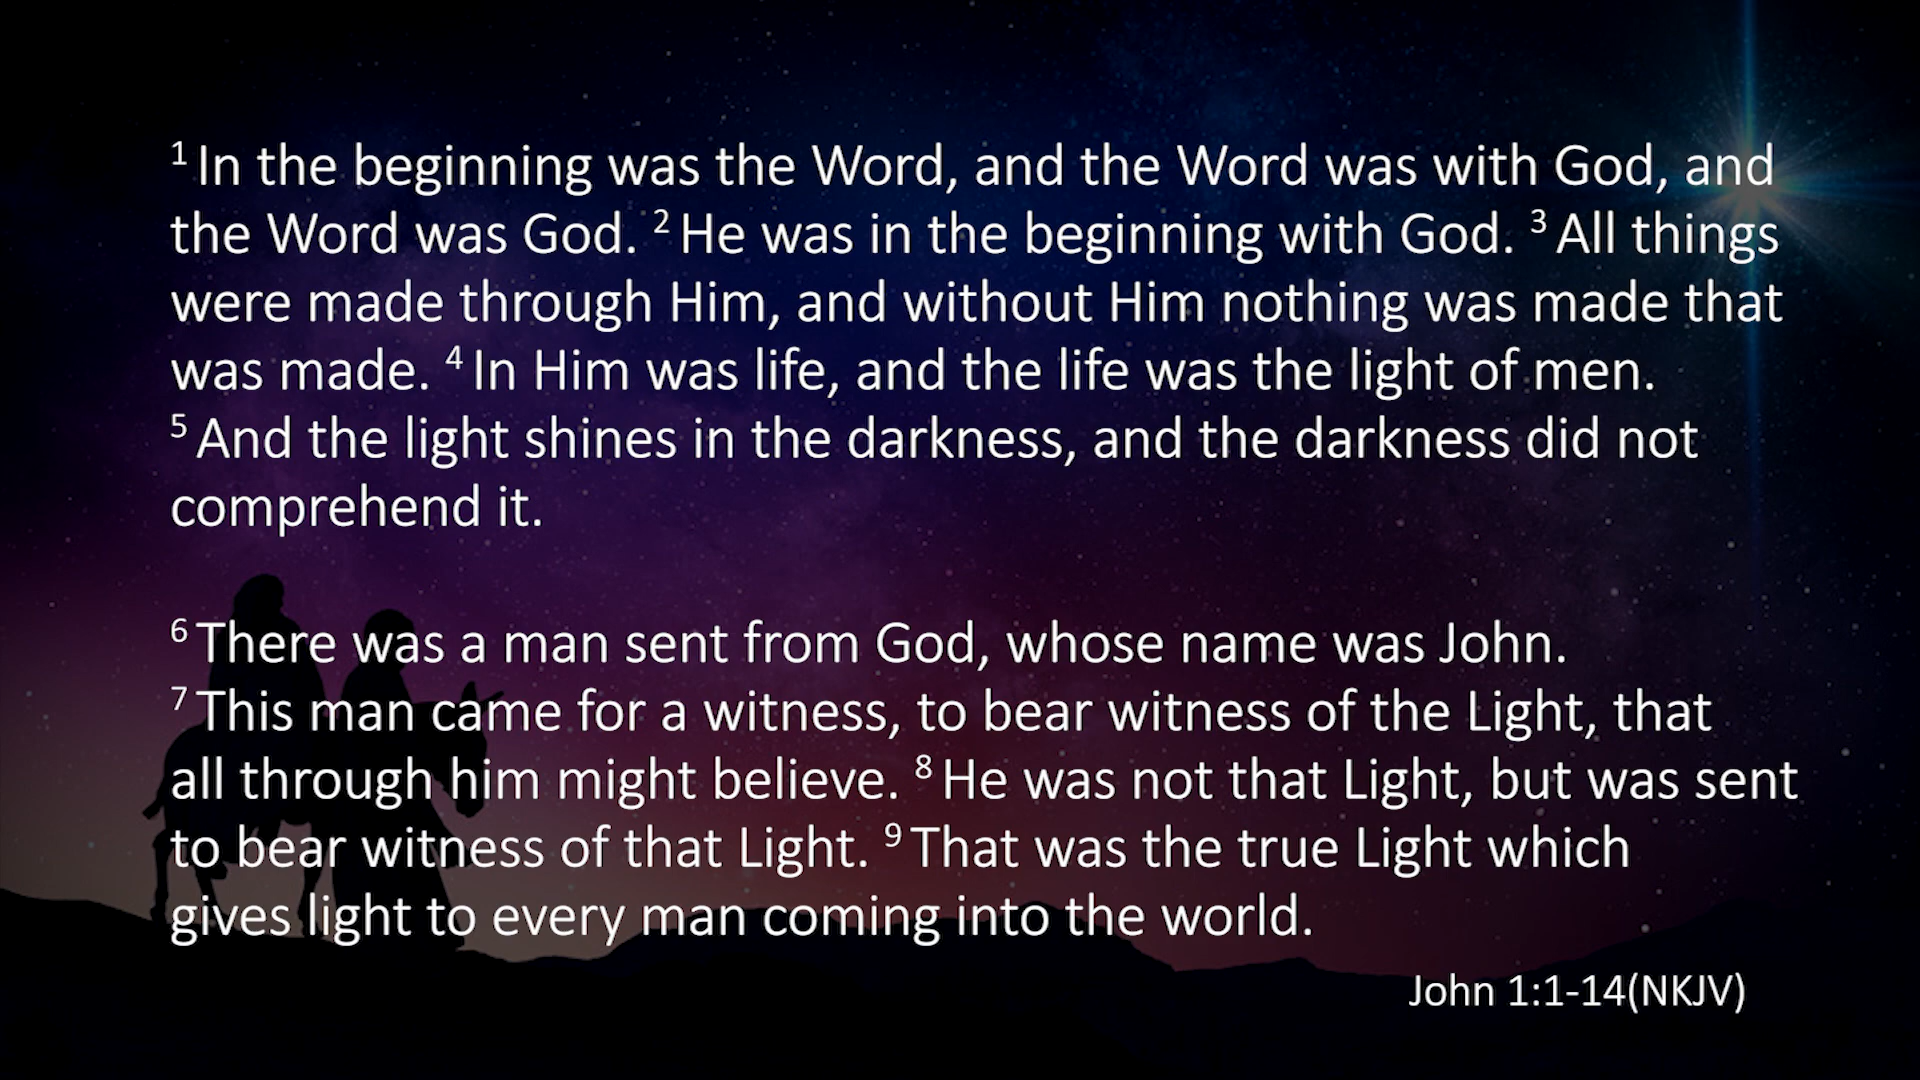 ¹ In the beginning was the Word, and the Word was with God, and
the Word was God. ² He was in the beginning with God. ³ All things
were made through Him, and without Him nothing was made that
was made. ⁴ In Him was life, and the life was the light of men.
⁵ And the light shines in the darkness, and the darkness did not
comprehend it.
⁶ There was a man sent from God, whose name was John.
⁷ This man came for a witness, to bear witness of the Light, that
all through him might believe. ⁸ He was not that Light, but was sent
to bear witness of that Light. ⁹ That was the true Light which
gives light to every man coming into the world.
John 1:1-14(NKJV)